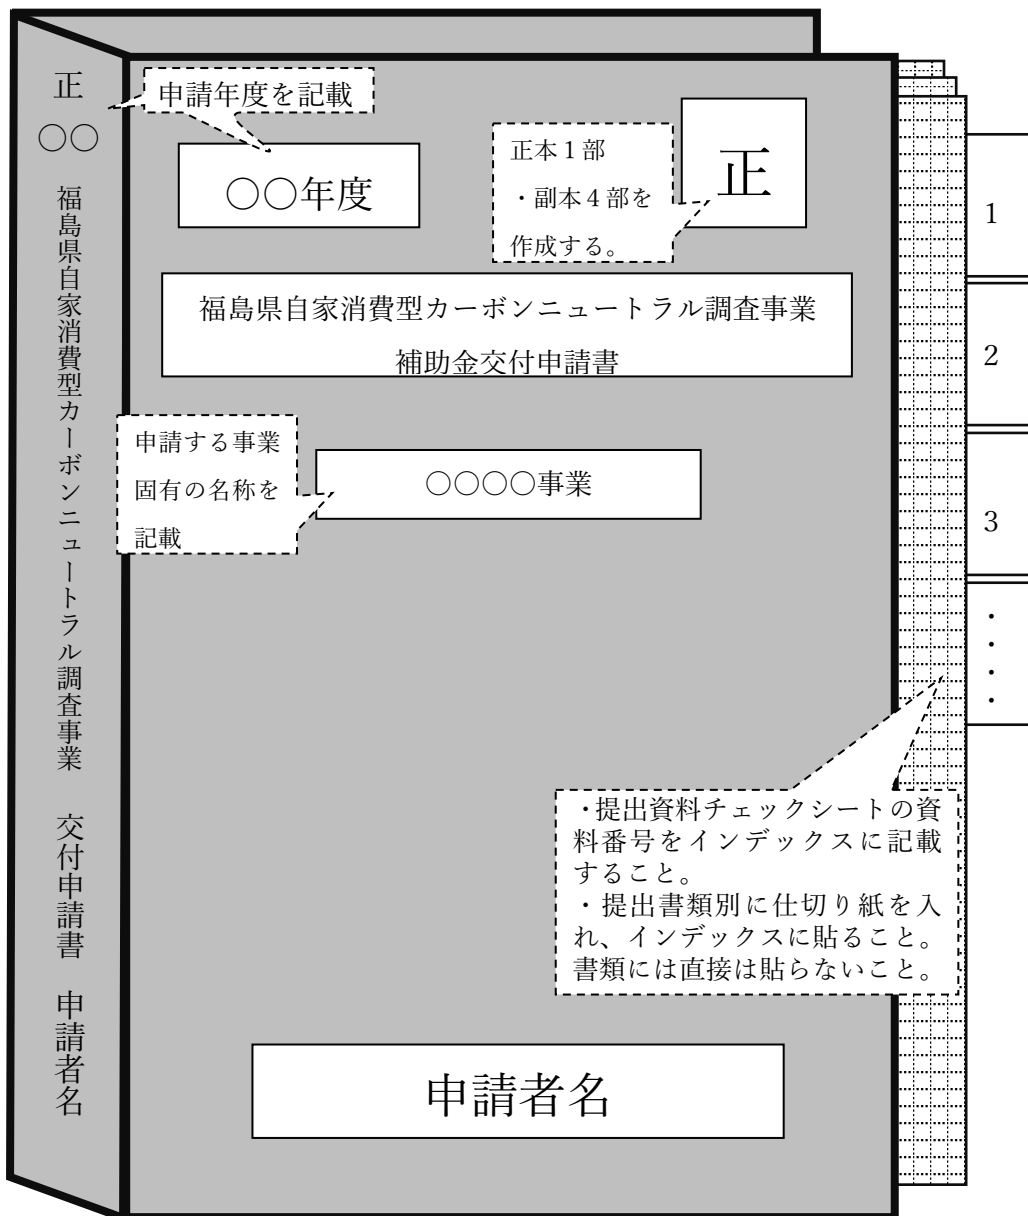 正
○○
福島県自家消費型カーボンニュートラル調査事業　交付申請書　申請者名
申請年度を記載
○○年度
正本１部
・副本４部を
作成する。
正
福島県自家消費型カーボンニュートラル調査事業
補助金交付申請書
申請する事業
固有の名称を
記載
○○○○事業
1
2
3
・・・・
・提出資料チェックシートの資
料番号をインデックスに記載
すること。
・提出書類別に仕切り紙を入
れ、インデックスに貼ること。
書類には直接は貼らないこと。
申請者名